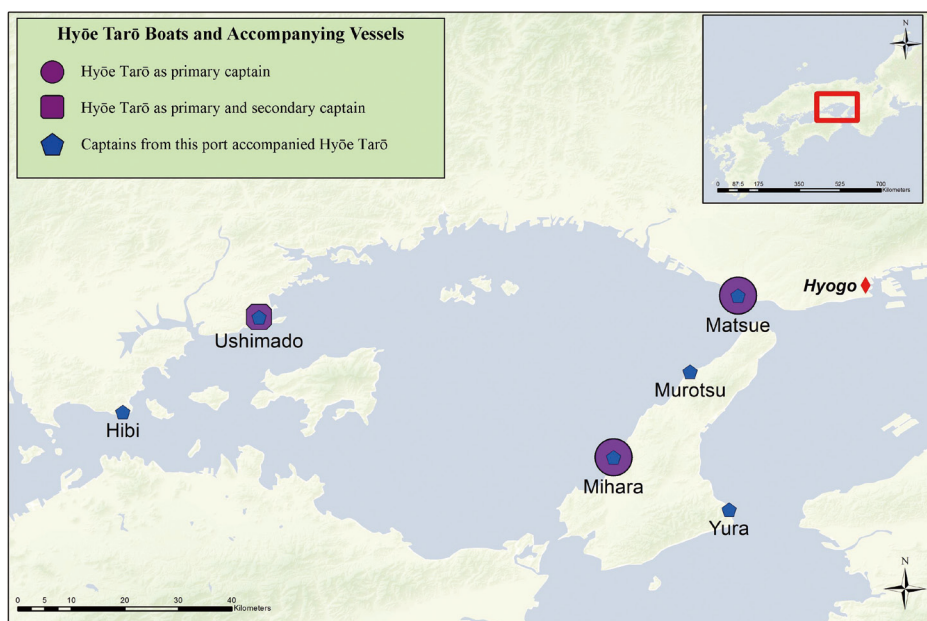 Hyōe Tarō Boats and Accompanying Vessels
Hyōe Tarō as primary captain
Hyōe Tarō as primary and secondary captain
Captains from this port accompanied Hyōe Tarō
N
0 87.5 175 350 525 700
Kilometers
Hyogo
Matsue
Ushimado
Murotsu
Hibi
Mihara
Yura
N
0 5 10 20 30 40
Kilometers